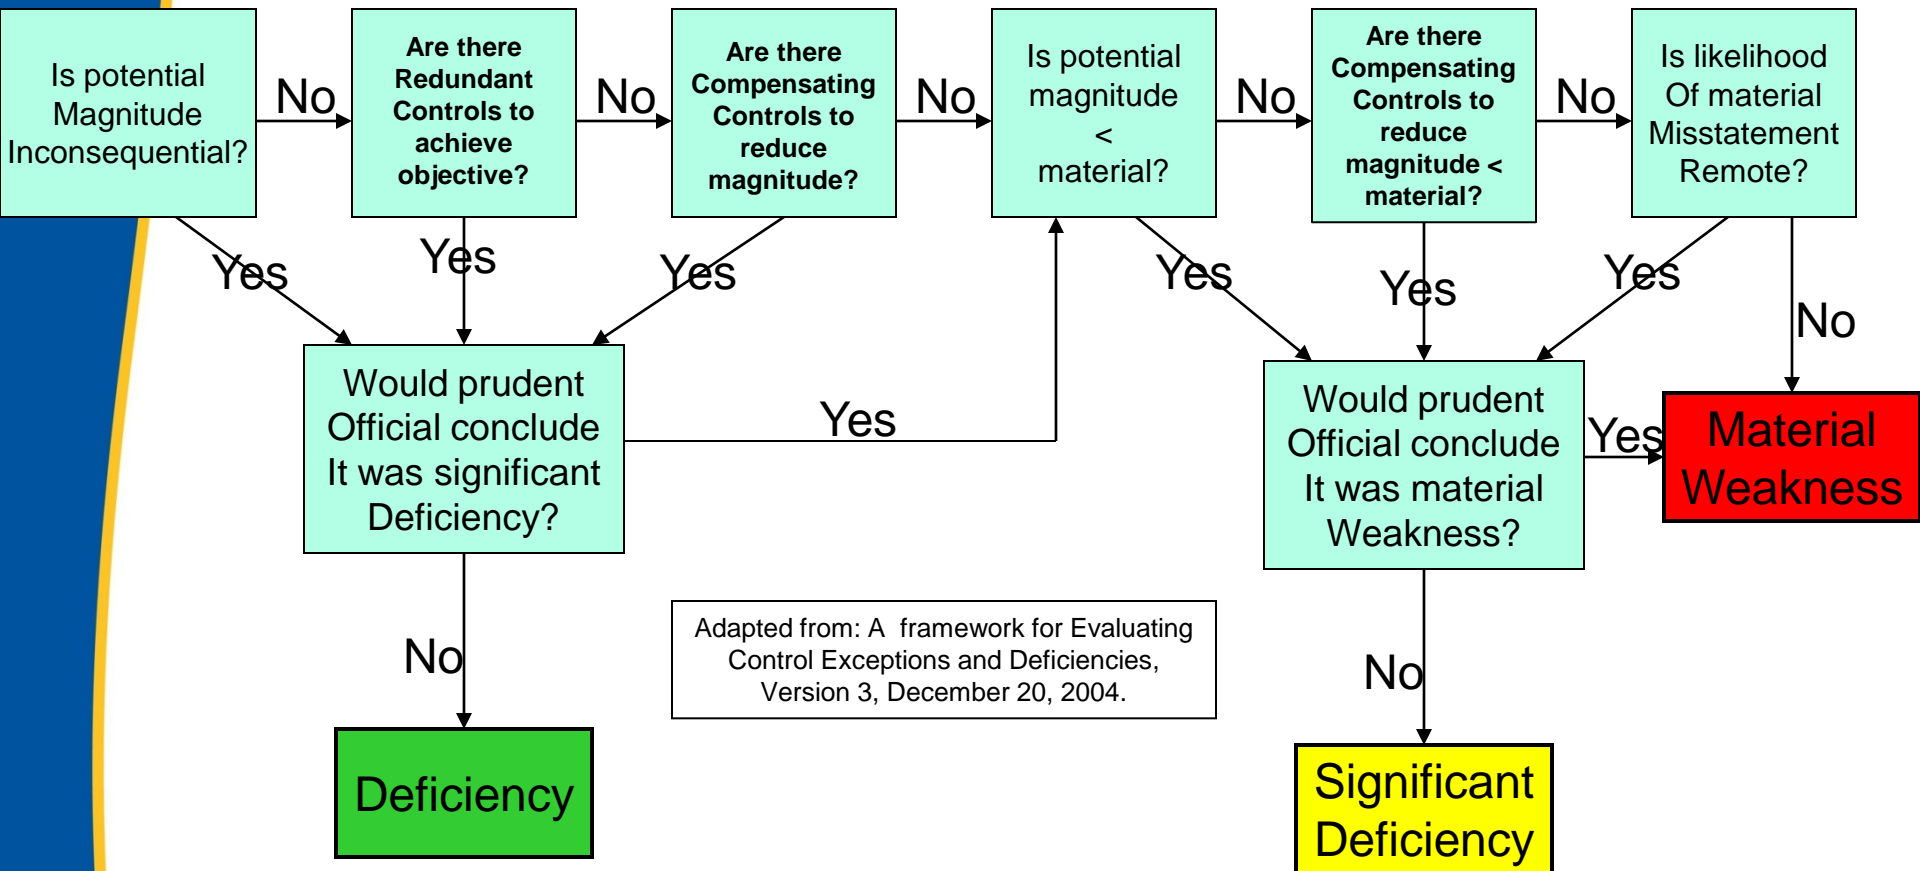 Is potential
Magnitude
Inconsequential?
No
Are there
Redundant
Controls to
achieve
objective?
No
Are there
Compensating
Controls to
reduce
magnitude?
No
Is potential
magnitude
<
material?
No
Are there
Compensating
Controls to
reduce
magnitude <
material?
No
Is likelihood
Of material
Misstatement
Remote?
Yes
Yes
Yes
Yes
Yes
Yes
No
Would prudent
Official conclude
It was significant
Deficiency?
Yes
Would prudent
Official conclude
It was material
Weakness?
Yes
Material
Weakness
No
Adapted from: A  framework for Evaluating
Control Exceptions and Deficiencies,
Version 3, December 20, 2004.
No
Deficiency
Significant
Deficiency